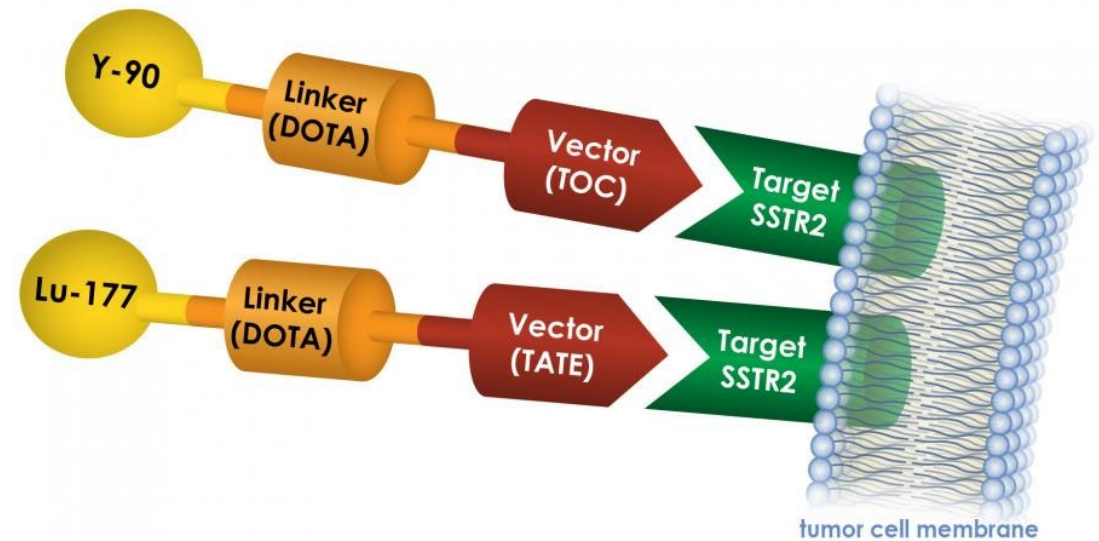 Y-90
Linker
(DOTA)
Vector
(TOC)
Target
SSTR2
Lu-177
Linker
(DOTA)
Vector
(TATE)
Target
SSTR2
tumor cell membrane